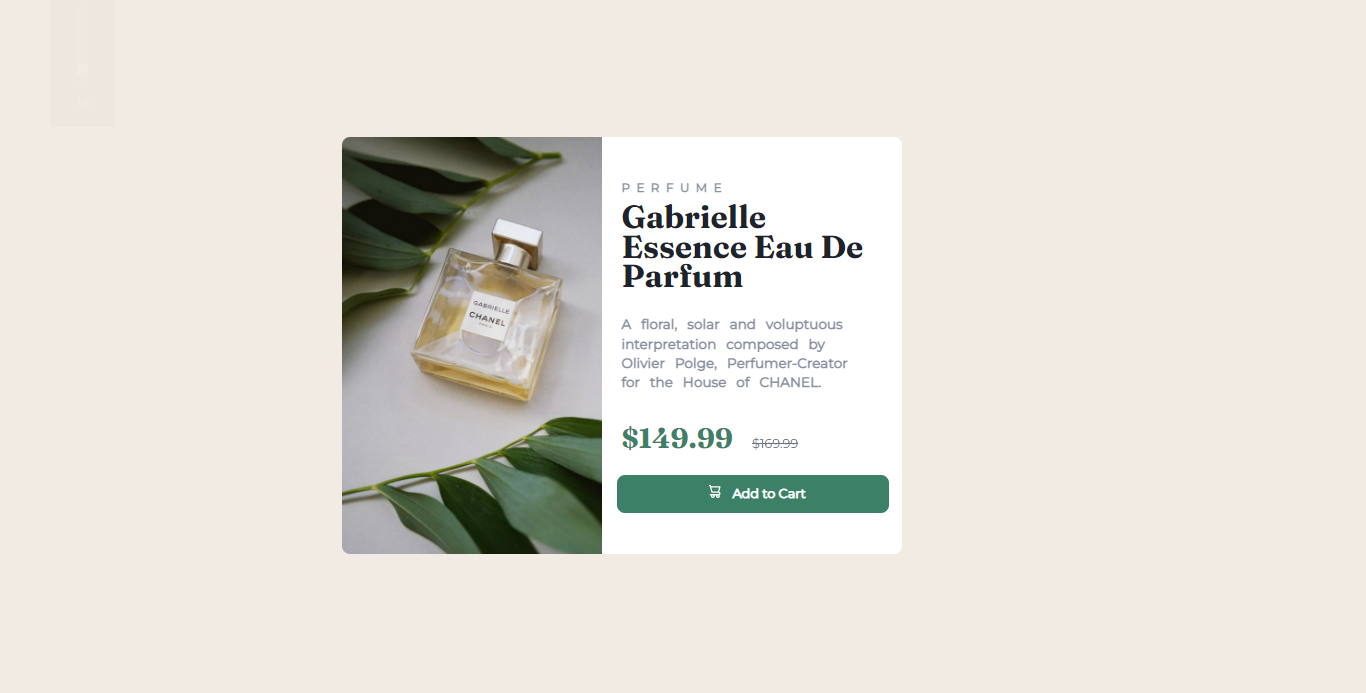 PERFUME
Gabrielle
Essence Eau De
Parfum
A floral, solar and voluptuous
interpretation composed by
Olivier Polge, Perfumer-Creator
for the House of CHANEL.
$149.99 $169.99
Add to Cart
GABRIELLE
CHANEL
PARIS